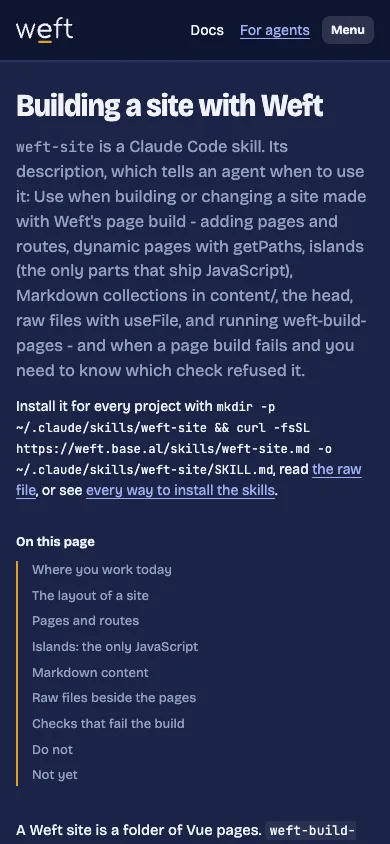 weft
Docs
For agents
Menu
Building a site with Weft
weft-site is a Claude Code skill. Its
description, which tells an agent when to use
it: Use when building or changing a site made
with Weft's page build - adding pages and
routes, dynamic pages with getPaths, islands
(the only parts that ship JavaScript),
Markdown collections in content/, the head,
raw files with useFile, and running weft-build-
pages - and when a page build fails and you
need to know which check refused it.
Install it for every project with mkdir -p
~/.claude/skills/weft-site && curl -fsSL
https://weft.base.al/skills/weft-site.md -o
~/.claude/skills/weft-site/SKILL.md, read the raw
file, or see every way to install the skills.
On this page
Where you work today
The layout of a site
Pages and routes
Islands: the only JavaScript
Markdown content
Raw files beside the pages
Checks that fail the build
Do not
Not yet
A Weft site is a folder of Vue pages. weft-build-